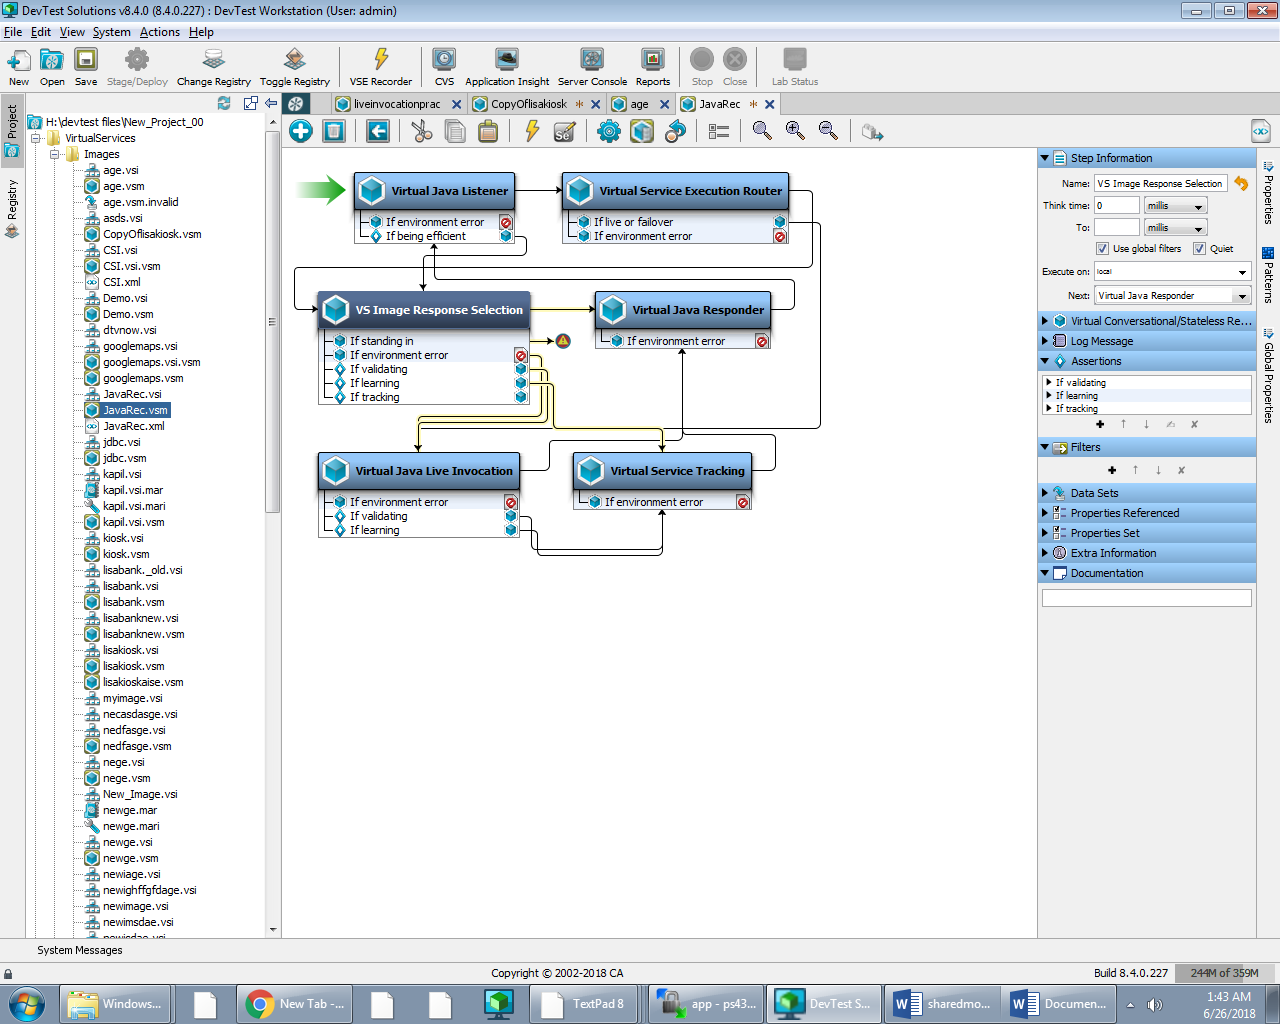 DevTest Solutions v8.4.0 (8.4.0.227) : DevTest Workstation (User: admin)
File Edit View System Actions Help
New Open Save Stage/Deploy Change Registry Toggle Registry VSE Recorder CVS Application Insight Server Console Reports Stop Close Lab Status
Project
Registry
H:\devtest files\New_Project_00
VirtualServices
Images
age.vsi
age.vsm
age.vsm.invalid
asds.vsi
CopyOflisakiosk.vsm
CSI.vsi
CSI.vsi.vsm
CSI.xml
Demo.vsi
Demo.vsm
dtvnow.vsi
googlemaps.vsi
googlemaps.vsi.vsm
googlemaps.vsm
JavaRec.vsi
JavaRec.vsm
JavaRec.xml
jdbc.vsi
jdbc.vsm
kapil.vsi
kapil.vsi.mar
kapil.vsi.mari
kapil.vsi.vsm
kiosk.vsi
kiosk.vsm
lisabank._old.vsi
lisabank.vsi
lisabank.vsm
lisabanknew.vsi
lisabanknew.vsm
lisakiosk.vsi
lisakiosk.vsm
lisakioskaise.vsm
myimage.vsi
necasdasge.vsi
nedfasge.vsi
nedfasge.vsm
nege.vsi
nege.vsm
New_Image.vsi
newge.mar
newge.mari
newge.vsi
newge.vsm
newiage.vsi
newighffgfdage.vsi
newimage.vsi
newimsdae.vsi
liveinvocationprac CopyOflisakiosk age JavaRec
Se
Virtual Java Listener
If environment error
If being efficient
Virtual Service Execution Router
If live or failover
If environment error
VS Image Response Selection
If standing in
If environment error
If validating
If learning
If tracking
Virtual Java Responder
If environment error
Virtual Java Live Invocation
If environment error
If validating
If learning
Virtual Service Tracking
If environment error
Step Information
Name: VS Image Response Selection
Think time: 0 millis
To: millis
Use global filters Quiet
Execute on: local
Next: Virtual Java Responder
Virtual Conversational/Stateless Re...
Log Message
Assertions
If validating
If learning
If tracking
Filters
Data Sets
Properties Referenced
Properties Set
Extra Information
Documentation
Properties
Patterns
Global Properties
System Messages
Copyright © 2002-2018 CA
Build 8.4.0.227 244M of 359M
Windows... New Tab -... TextPad 8 app - ps43... DevTest S... sharedmo... Documen...
1:43 AM
6/26/2018